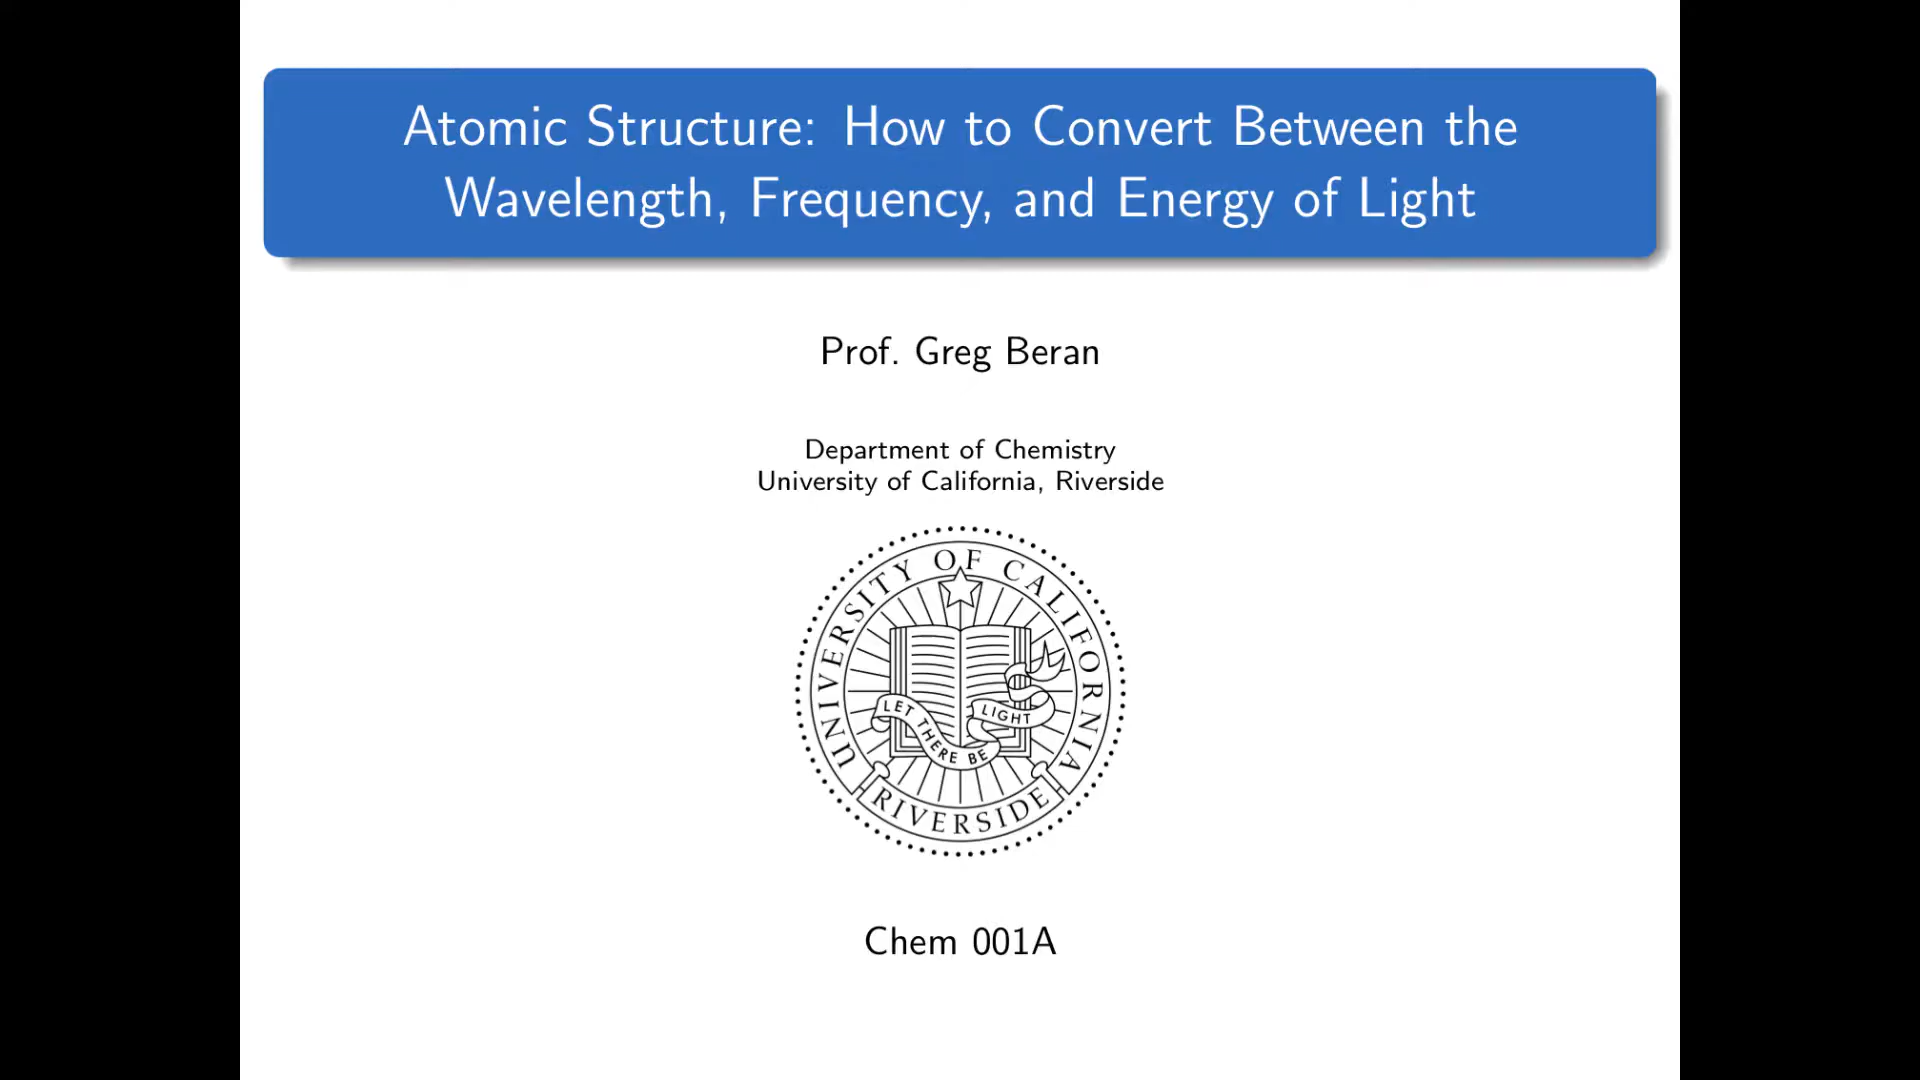 Atomic Structure: How to Convert Between the
Wavelength, Frequency, and Energy of Light
Prof. Greg Beran
Department of Chemistry
University of California, Riverside
UNIVERSITY OF CALIFORNIA
LET THERE BE LIGHT
RIVERSIDE
Chem 001A